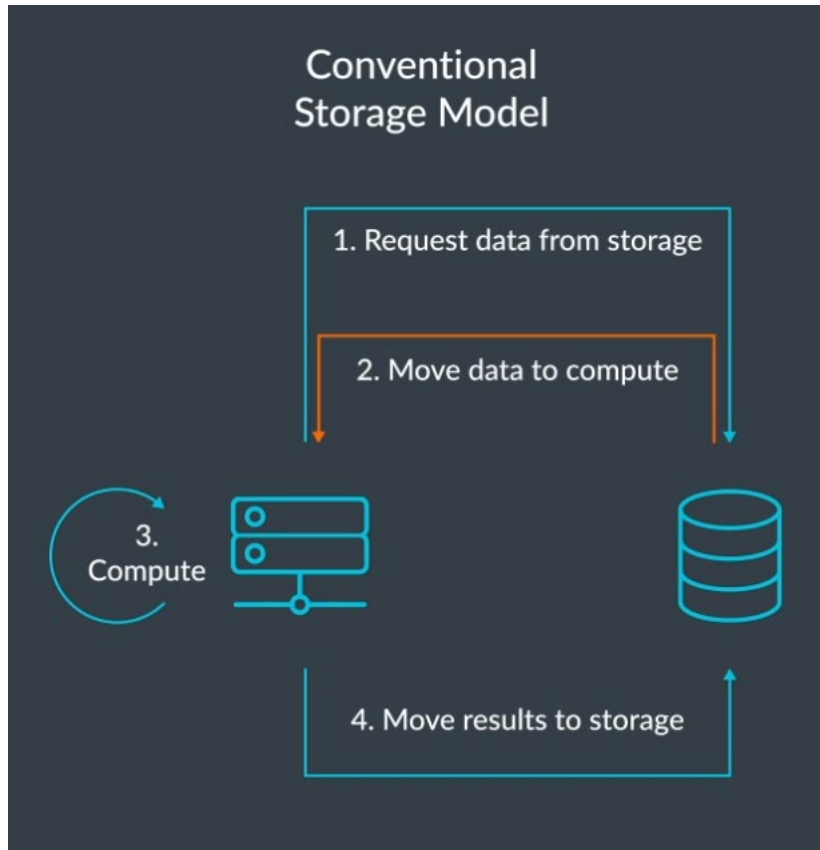 Conventional
Storage Model
1. Request data from storage
2. Move data to compute
3.
Compute
4. Move results to storage